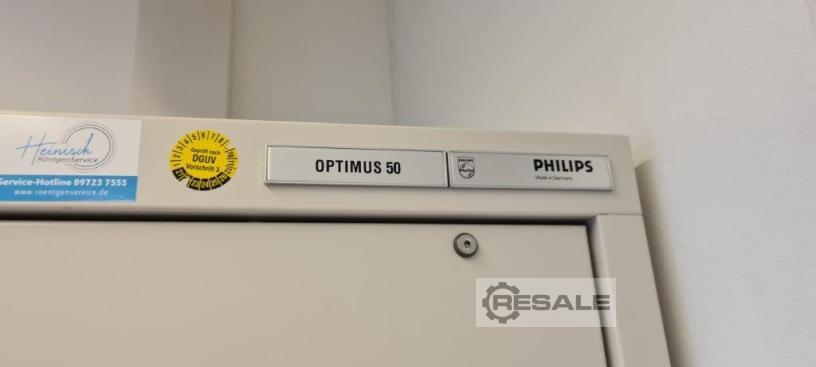 Heinisch
RöntgenService
Service-Hotline 09723 7555
www.roentgenservice.de
Geprüft nach
DGUV
Vorschrift 3
OPTIMUS 50
PHILIPS
PHILIPS
Made in Germany
RESALE